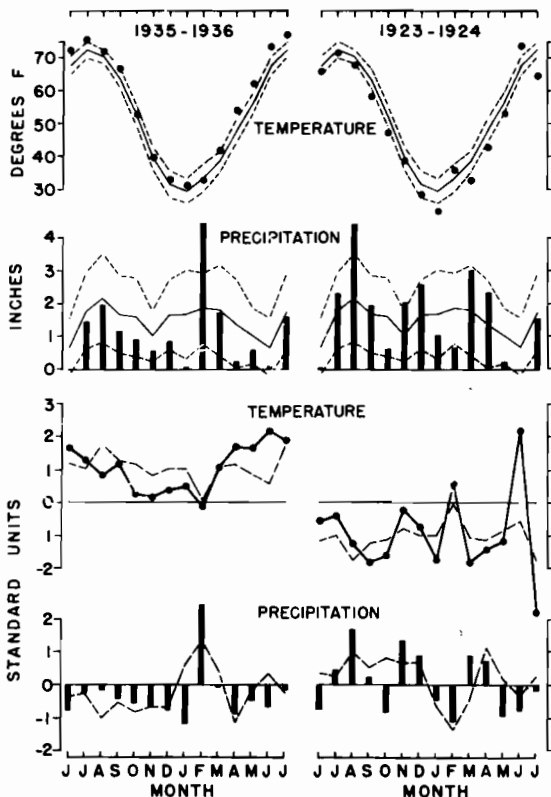 1935-1936 1923-1924
DEGREES F
70
60
50
40
30
TEMPERATURE
PRECIPITATION
INCHES
4
3
2
1
0
TEMPERATURE
STANDARD UNITS
3
2
1
0
1
-2
PRECIPITATION
2
1
0
-1
-2
J J A S O N D J F M A M J J J J A S O N D J F M A M J J
MONTH MONTH